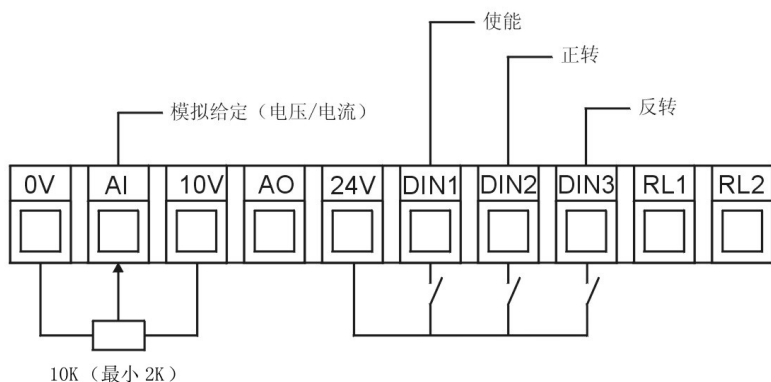 使能
正转
模拟给定（电压/电流）
反转
0V AI 10V AO 24V DIN1 DIN2 DIN3 RL1 RL2
10K（最小 2K）